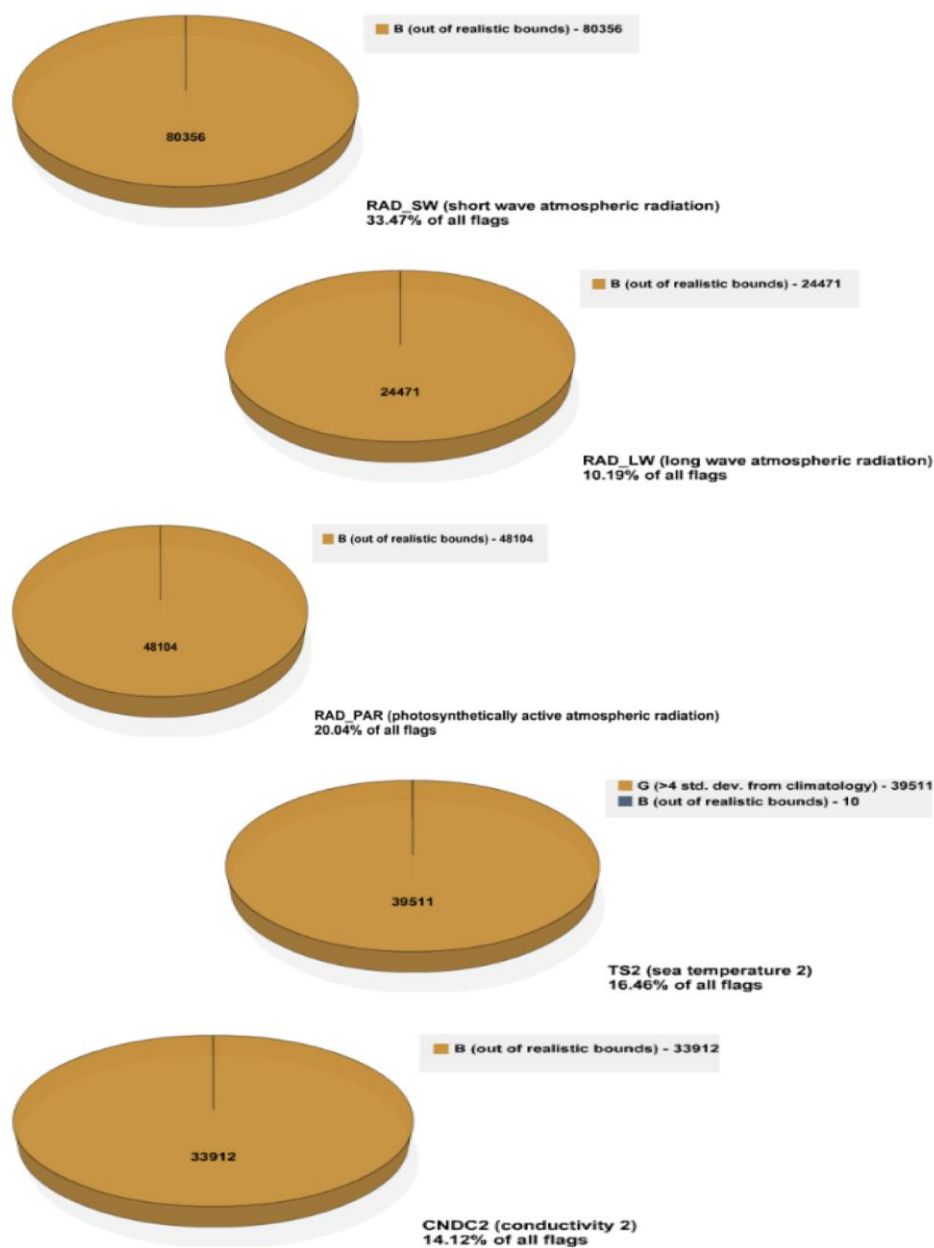 B (out of realistic bounds) - 80356
80356
RAD_SW (short wave atmospheric radiation)
33.47% of all flags
B (out of realistic bounds) - 24471
24471
RAD_LW (long wave atmospheric radiation)
10.19% of all flags
B (out of realistic bounds) - 48104
48104
RAD_PAR (photosynthetically active atmospheric radiation)
20.04% of all flags
G (>4 std. dev. from climatology) - 39511
B (out of realistic bounds) - 10
39511
TS2 (sea temperature 2)
16.46% of all flags
B (out of realistic bounds) - 33912
33912
CNDC2 (conductivity 2)
14.12% of all flags